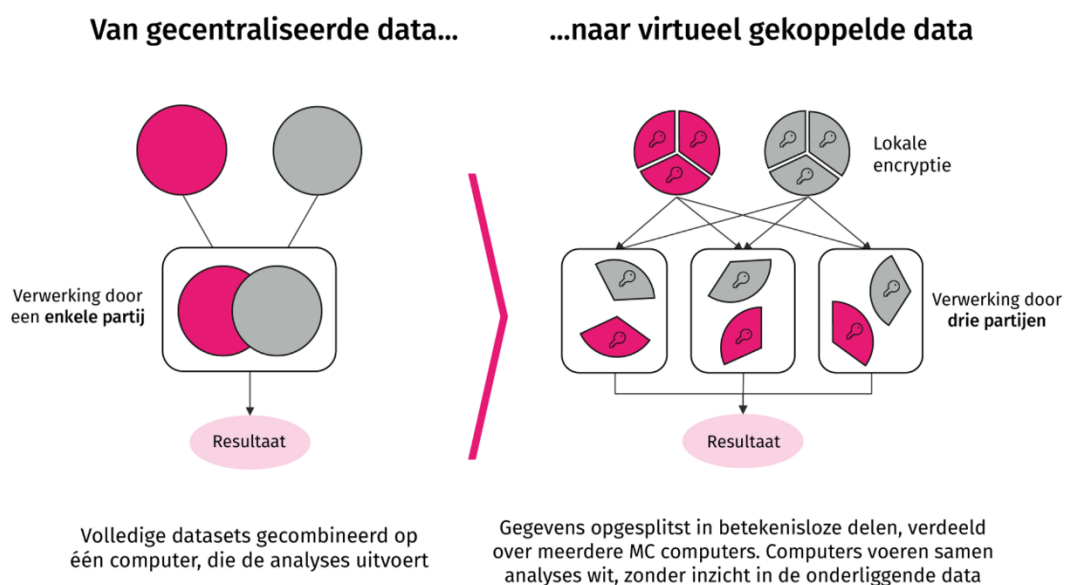 Van gecentraliseerde data...
...naar virtueel gekoppelde data
Lokale
encryptie
Verwerking door
een enkele partij
Verwerking door
drie partijen
Resultaat
Resultaat
Volledige datasets gecombineerd op
één computer, die de analyses uitvoert
Gegevens opgesplitst in betekenisloze delen, verdeeld
over meerdere MC computers. Computers voeren samen
analyses wit, zonder inzicht in de onderliggende data